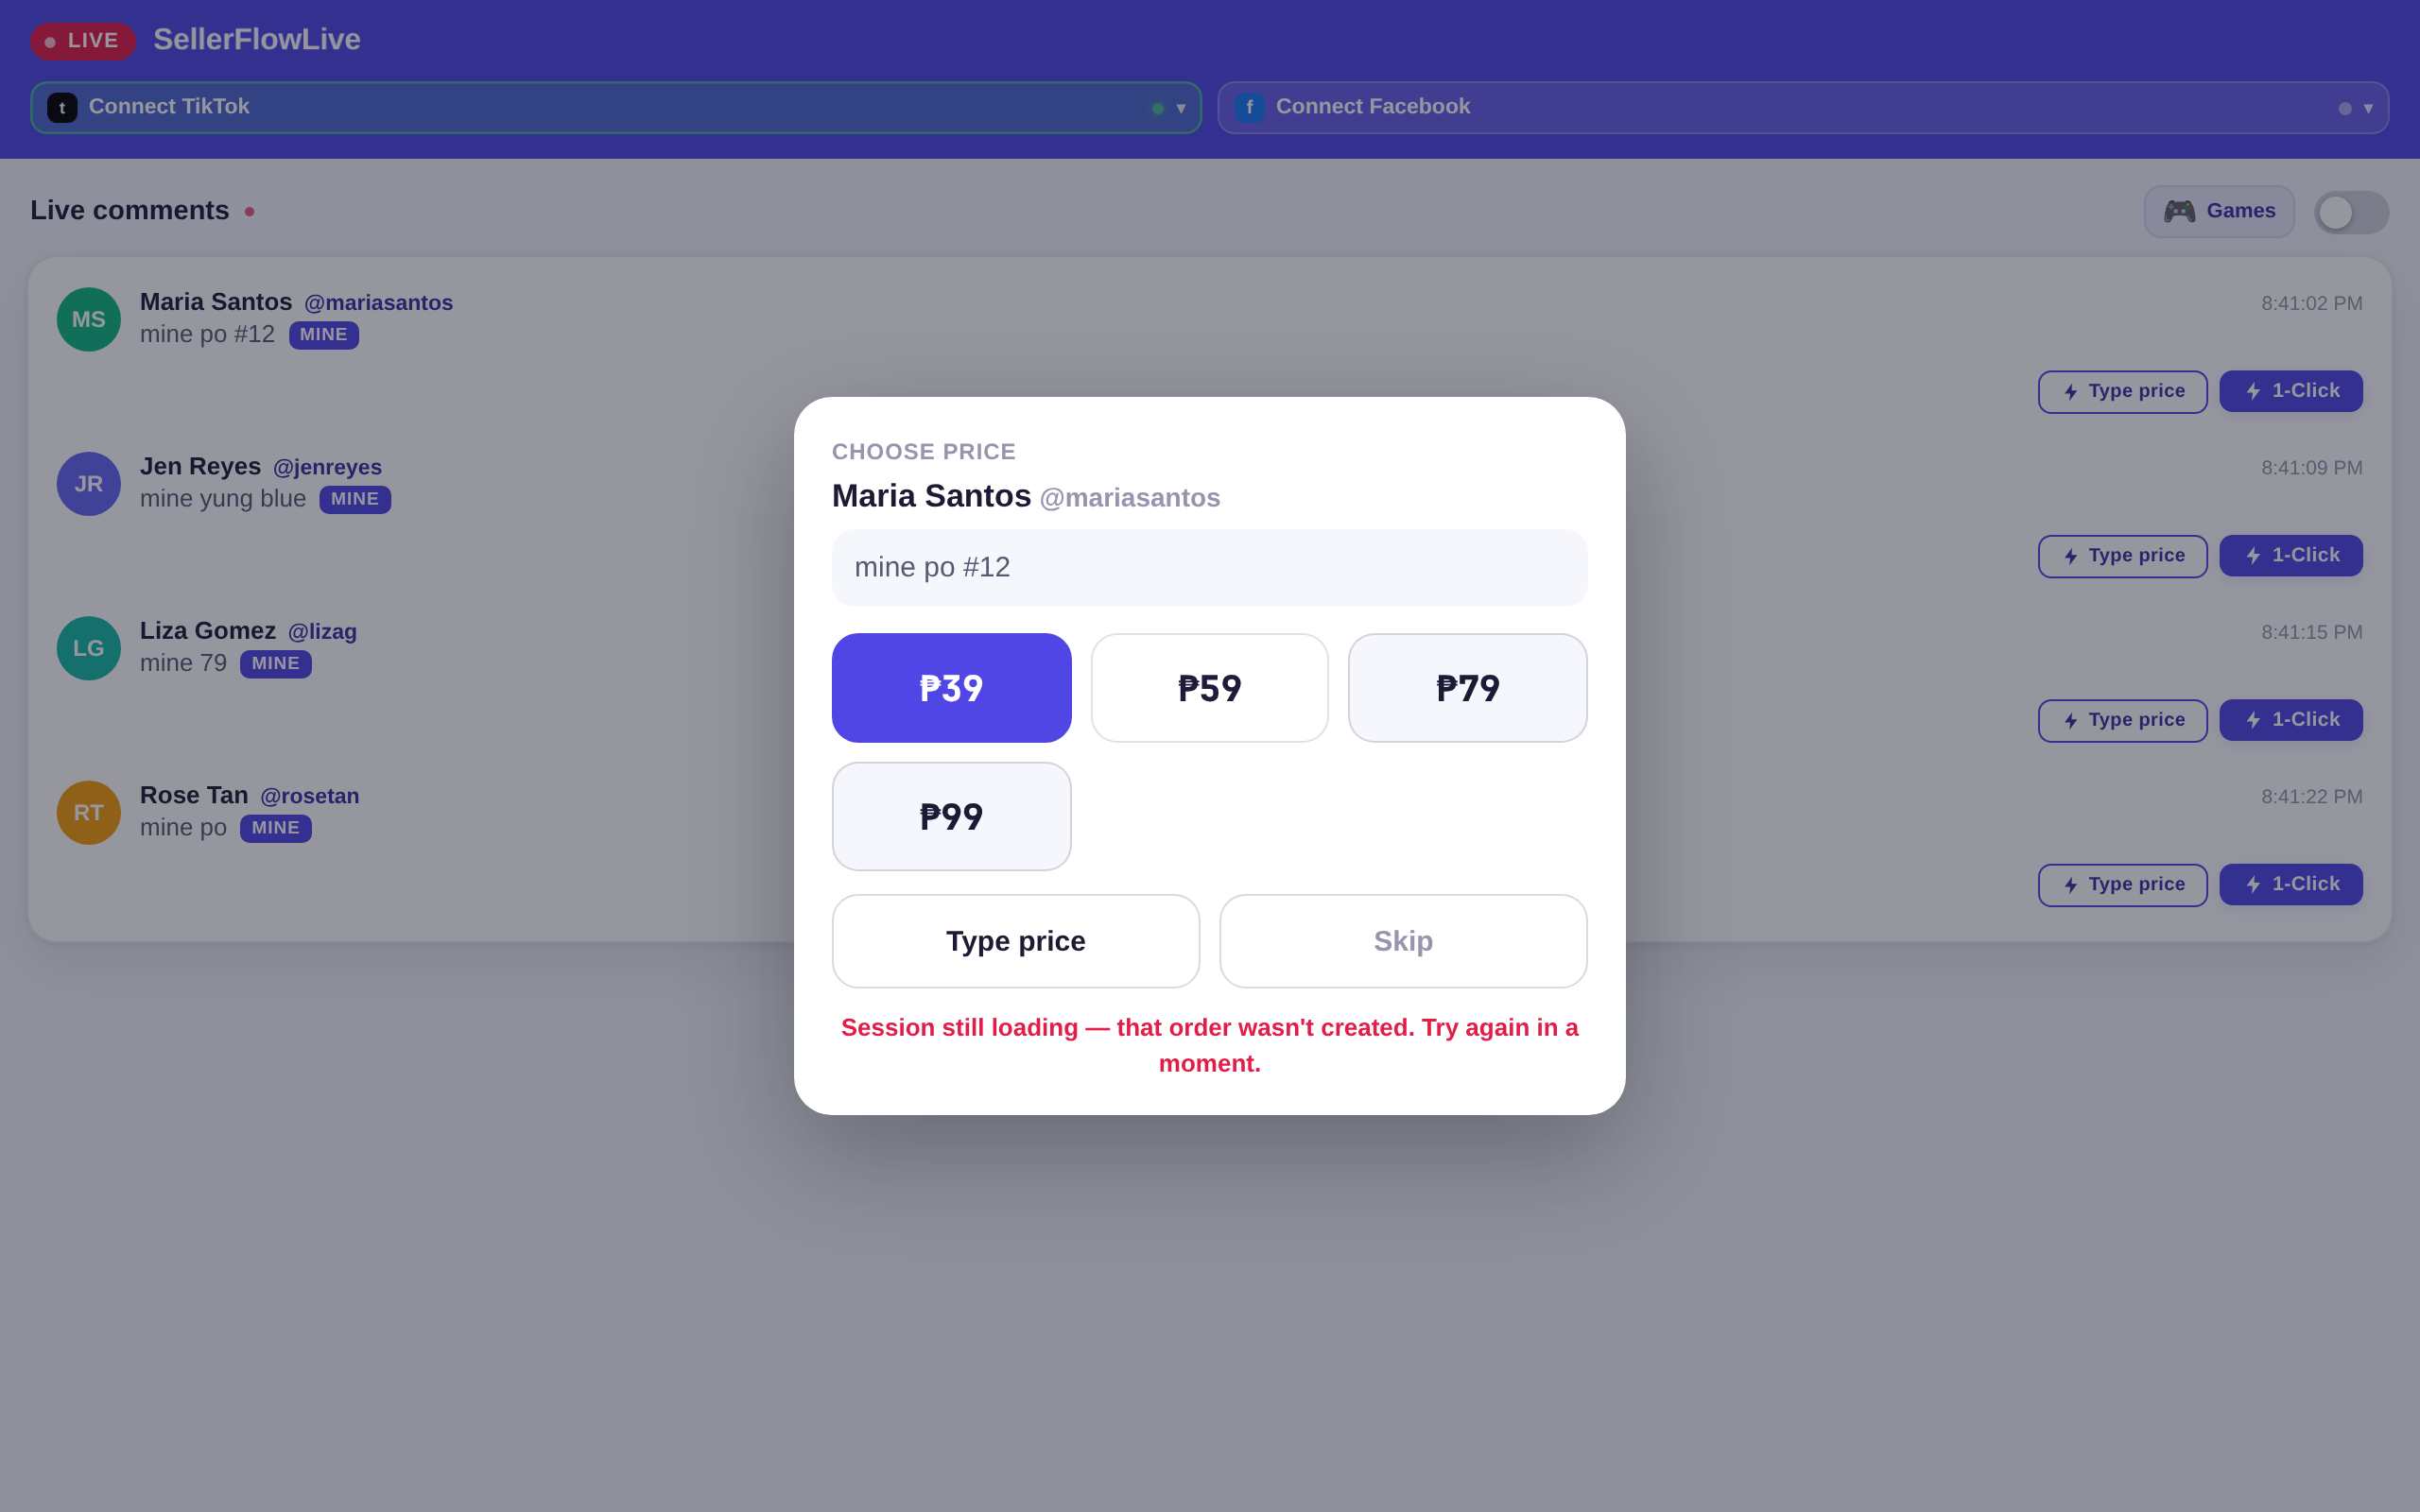 LIVE SellerFlowLive
t Connect TikTok ▾
f Connect Facebook ▾
Live comments
🎮 Games
MS Maria Santos @mariasantos 8:41:02 PM
mine po #12 MINE
Type price 1-Click
JR Jen Reyes @jenreyes 8:41:09 PM
mine yung blue MINE
Type price 1-Click
LG Liza Gomez @lizag 8:41:15 PM
mine 79 MINE
Type price 1-Click
RT Rose Tan @rosetan 8:41:22 PM
mine po MINE
Type price 1-Click
CHOOSE PRICE
Maria Santos @mariasantos
mine po #12
₱39 ₱59 ₱79
₱99
Type price Skip
Session still loading — that order wasn't created. Try again in a
moment.